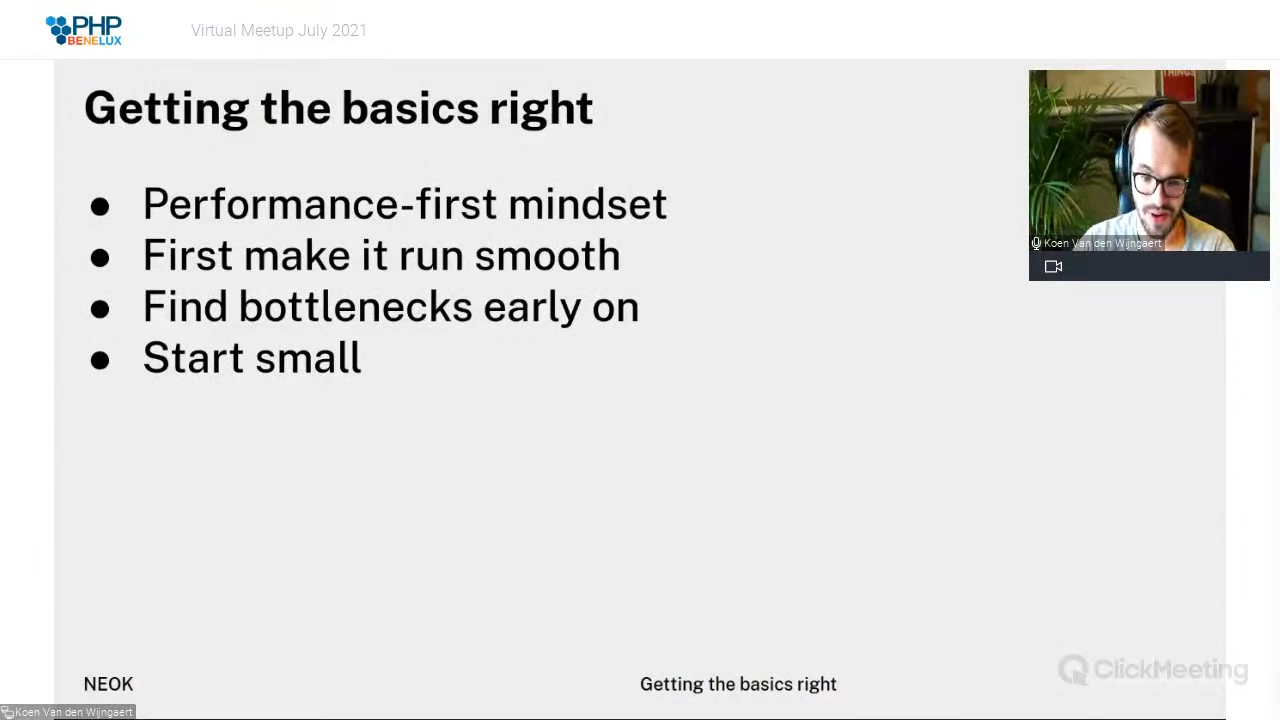 PHP
BENELUX
Virtual Meetup July 2021
Getting the basics right
THINGS
● Performance-first mindset
● First make it run smooth
● Find bottlenecks early on
● Start small
Koen Van den Wijngaert
NEOK
Getting the basics right
ClickMeeting
Koen Van den Wijngaert